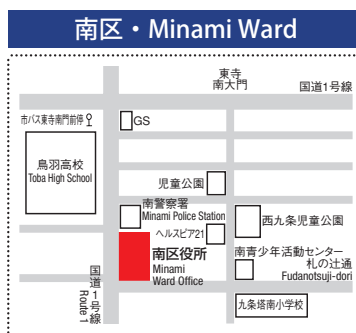 南区・Minami Ward
東寺
南大門
国道1号線
市バス東寺南門前停
GS
鳥羽高校
Toba High School
児童公園
南警察署
Minami Police Station
ヘルスピア21
西九条児童公園
南区役所
Minami
Ward Office
南青少年活動センター
札の辻通
Fudanotsuji-dori
国道1号線
Route 1
九条塔南小学校